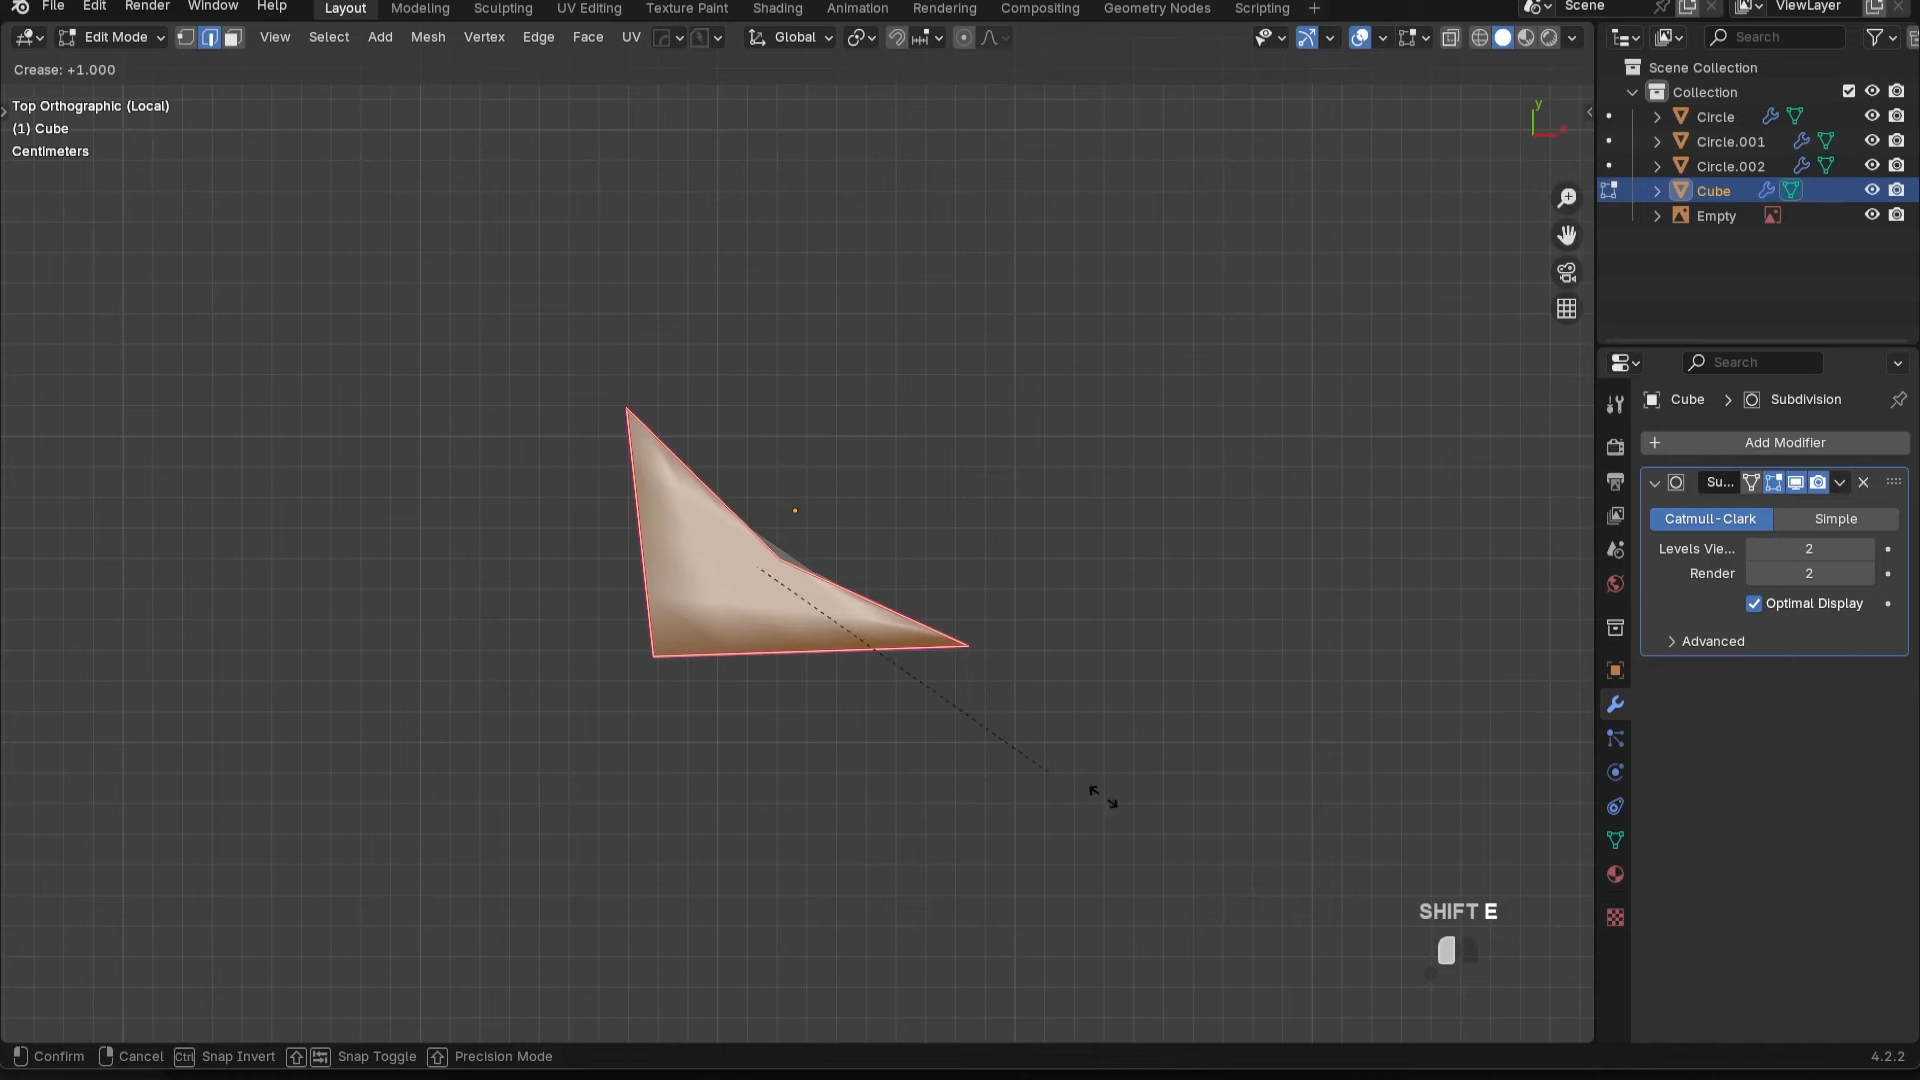 File Edit Render Window Help Layout Modeling Sculpting UV Editing Texture Paint Shading Animation Rendering Compositing Geometry Nodes Scripting + Scene ViewLayer
Edit Mode View Select Add Mesh Vertex Edge Face UV Global Search
Crease: +1.000
Top Orthographic (Local)
(1) Cube
Centimeters
y
Scene Collection
Collection
Circle
Circle.001
Circle.002
Cube
Empty
Search
Cube > Subdivision
+ Add Modifier
Su...
Catmull-Clark Simple
Levels Vie... 2
Render 2
Optimal Display
Advanced
SHIFT E
Confirm Cancel Ctrl Snap Invert Snap Toggle Precision Mode 4.2.2